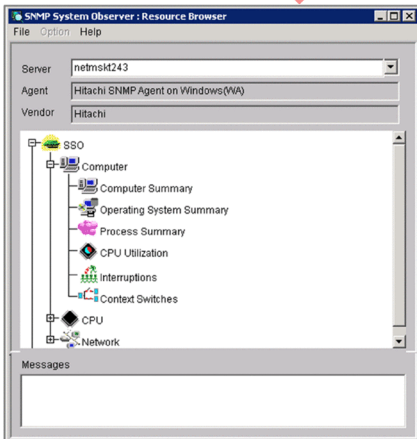 SNMP System Observer : Resource Browser
File Option Help
Server netmskt243
Agent Hitachi SNMP Agent on Windows(WA)
Vendor Hitachi
SSO
Computer
Computer Summary
Operating System Summary
Process Summary
CPU Utilization
Interruptions
Context Switches
CPU
Network
Messages